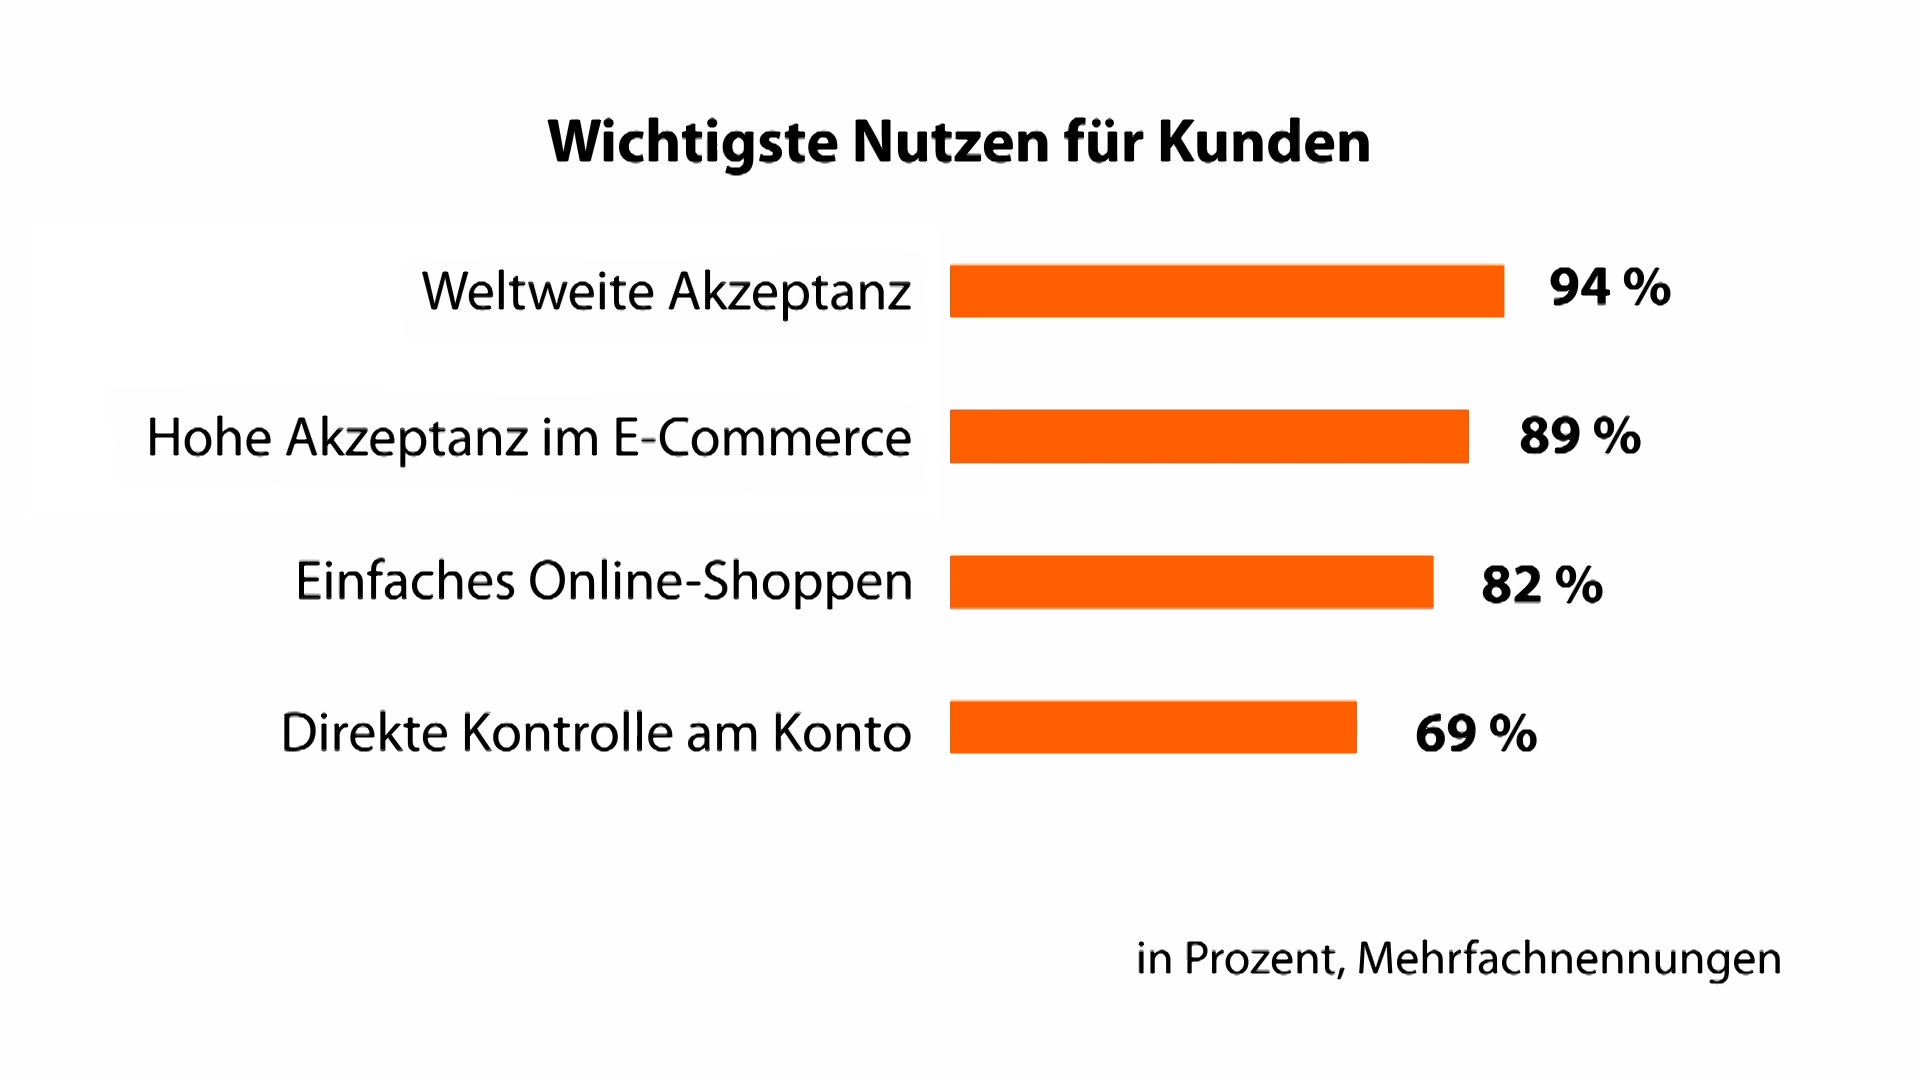 Wichtigste Nutzen für Kunden
Weltweite Akzeptanz 94 %
Hohe Akzeptanz im E-Commerce 89 %
Einfaches Online-Shoppen 82 %
Direkte Kontrolle am Konto 69 %
in Prozent, Mehrfachnennungen